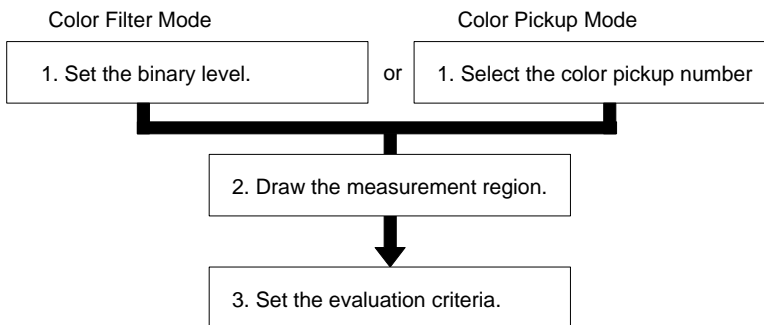 Color Filter Mode
Color Pickup Mode
1. Set the binary level.
or
1. Select the color pickup number
2. Draw the measurement region.
3. Set the evaluation criteria.